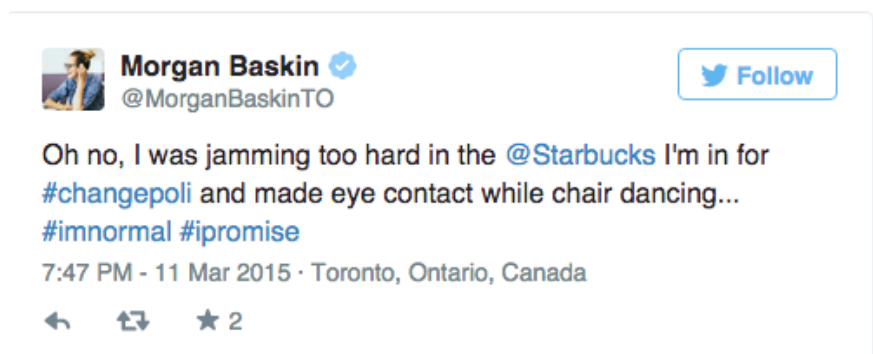 Morgan Baskin
@MorganBaskinTO
Follow
Oh no, I was jamming too hard in the @Starbucks I'm in for
#changepoli and made eye contact while chair dancing...
#imnormal #ipromise
7:47 PM - 11 Mar 2015 · Toronto, Ontario, Canada
2